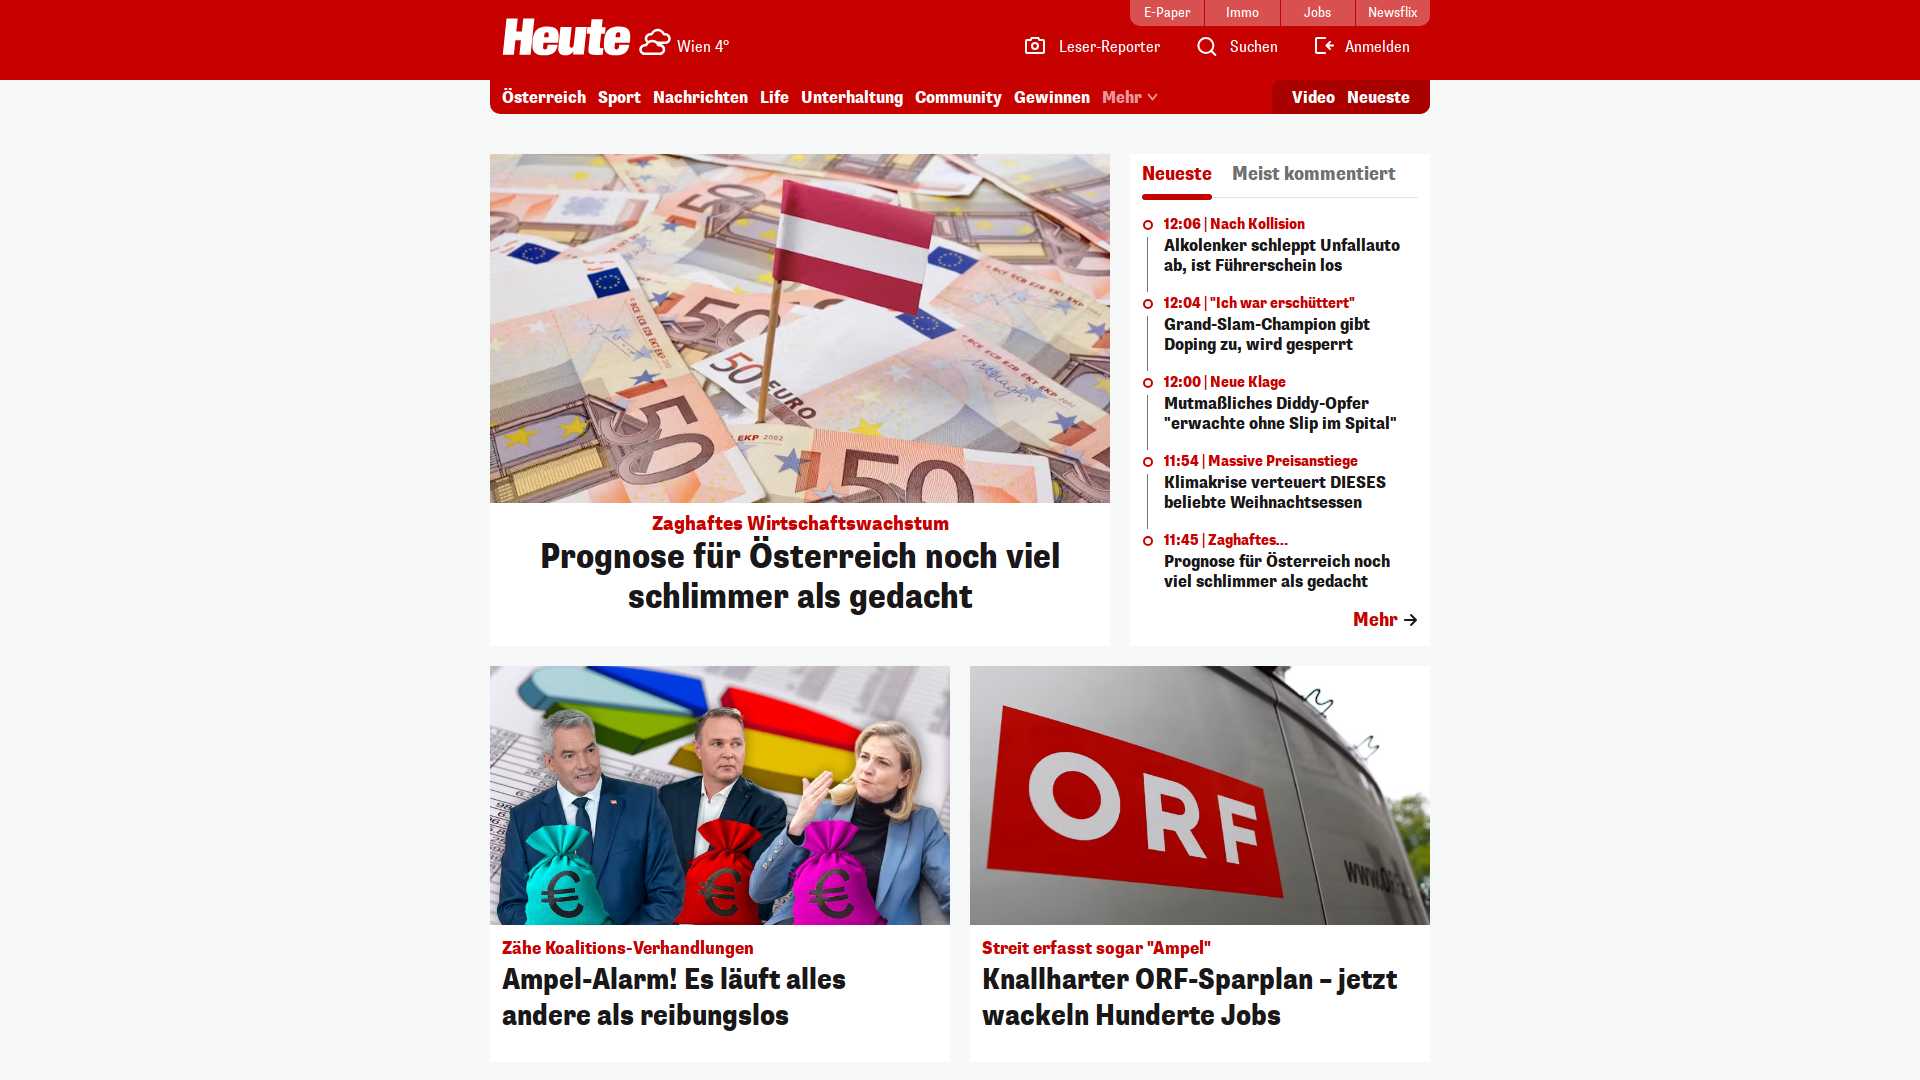 E-Paper
Immo
Jobs
Newsflix
Heute
Wien 4°
Leser-Reporter
Suchen
Anmelden
Österreich
Sport
Nachrichten
Life
Unterhaltung
Community
Gewinnen
Mehr
Video
Neueste
50
50 EURO
EKP 2002
50
Zaghaftes Wirtschaftswachstum
Prognose für Österreich noch viel
schlimmer als gedacht
Neueste
Meist kommentiert
12:06 | Nach Kollision
Alkolenker schleppt Unfallauto
ab, ist Führerschein los
12:04 | "Ich war erschüttert"
Grand-Slam-Champion gibt
Doping zu, wird gesperrt
12:00 | Neue Klage
Mutmaßliches Diddy-Opfer
"erwachte ohne Slip im Spital"
11:54 | Massive Preisanstiege
Klimakrise verteuert DIESES
beliebte Weihnachtsessen
11:45 | Zaghaftes...
Prognose für Österreich noch
viel schlimmer als gedacht
Mehr
€
€
€
Zähe Koalitions-Verhandlungen
Ampel-Alarm! Es läuft alles
andere als reibungslos
ORF
Streit erfasst sogar "Ampel"
Knallharter ORF-Sparplan – jetzt
wackeln Hunderte Jobs